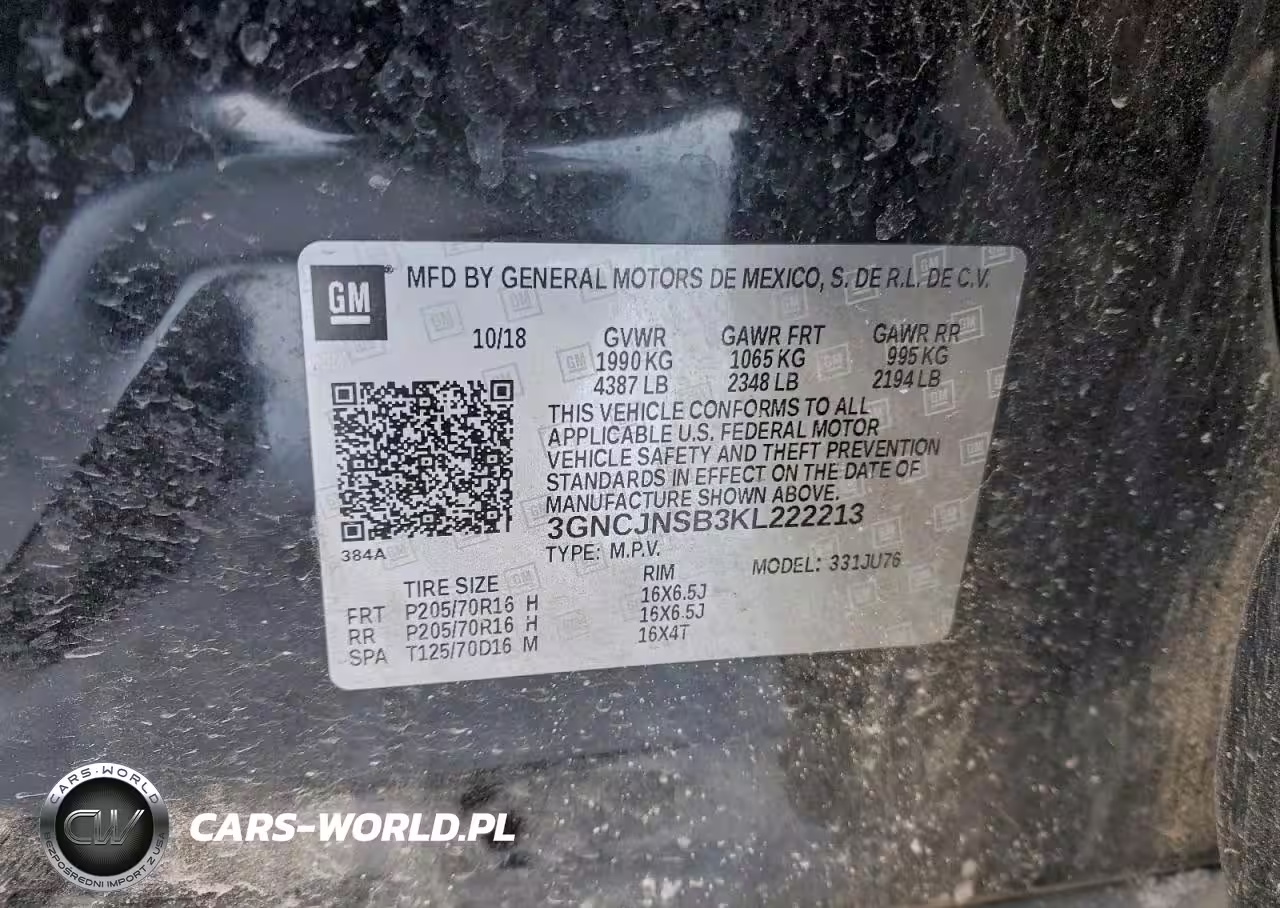 GM
MFD BY GENERAL MOTORS DE MEXICO, S. DE R.L. DE C.V.
10/18 GVWR GAWR FRT GAWR RR
1990 KG 1065 KG 995 KG
4387 LB 2348 LB 2194 LB
THIS VEHICLE CONFORMS TO ALL
APPLICABLE U.S. FEDERAL MOTOR
VEHICLE SAFETY AND THEFT PREVENTION
STANDARDS IN EFFECT ON THE DATE OF
MANUFACTURE SHOWN ABOVE.
3GNCJNSB3KL222213
384A
TYPE: M.P.V. MODEL: 331JU76
TIRE SIZE RIM
FRT P205/70R16 H 16X6.5J
RR P205/70R16 H 16X6.5J
SPA T125/70D16 M 16X4T
CARS-WORLD
CW
BEZPOŚREDNI IMPORT Z USA
CARS-WORLD.PL